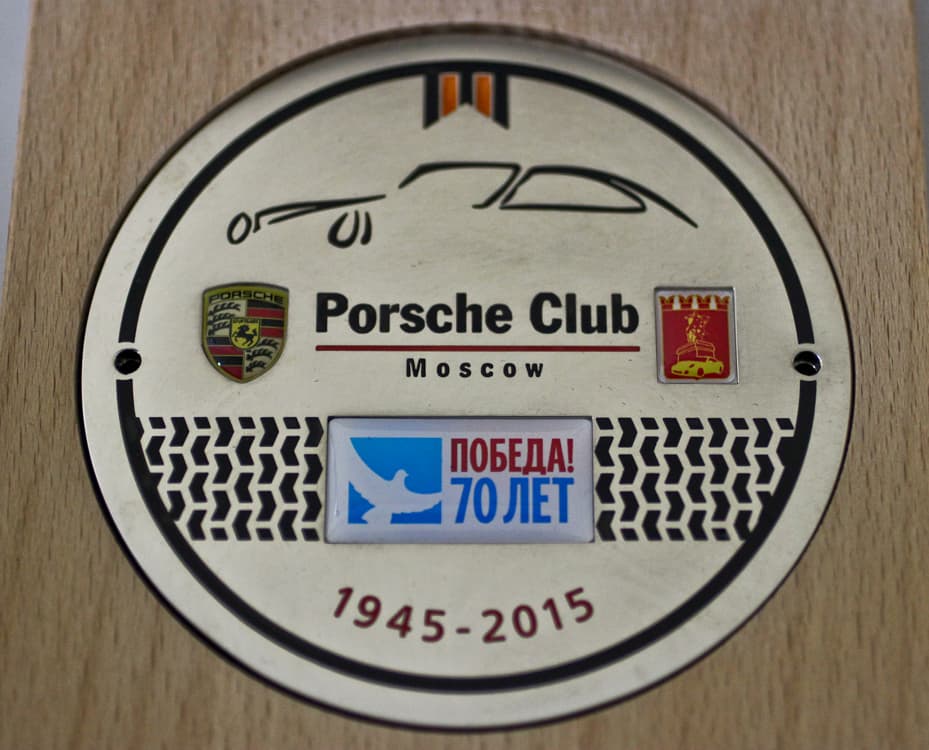 PORSCHE
Porsche Club
Moscow
ПОБЕДА!
70 ЛЕТ
1945-2015